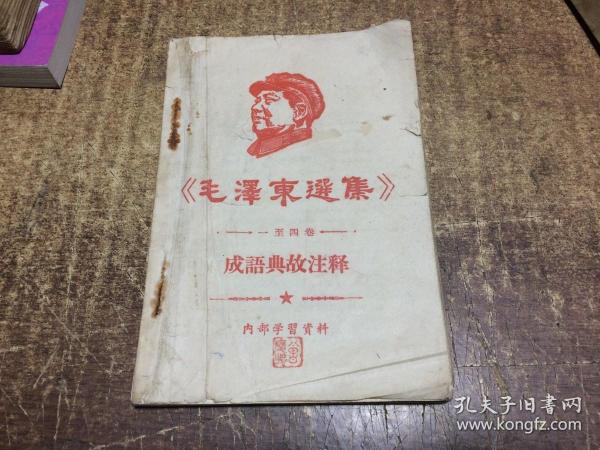 《毛澤東選集》
一至四卷
成語典故注释
内部学習資料
孔夫子旧书网
www.kongfz.com